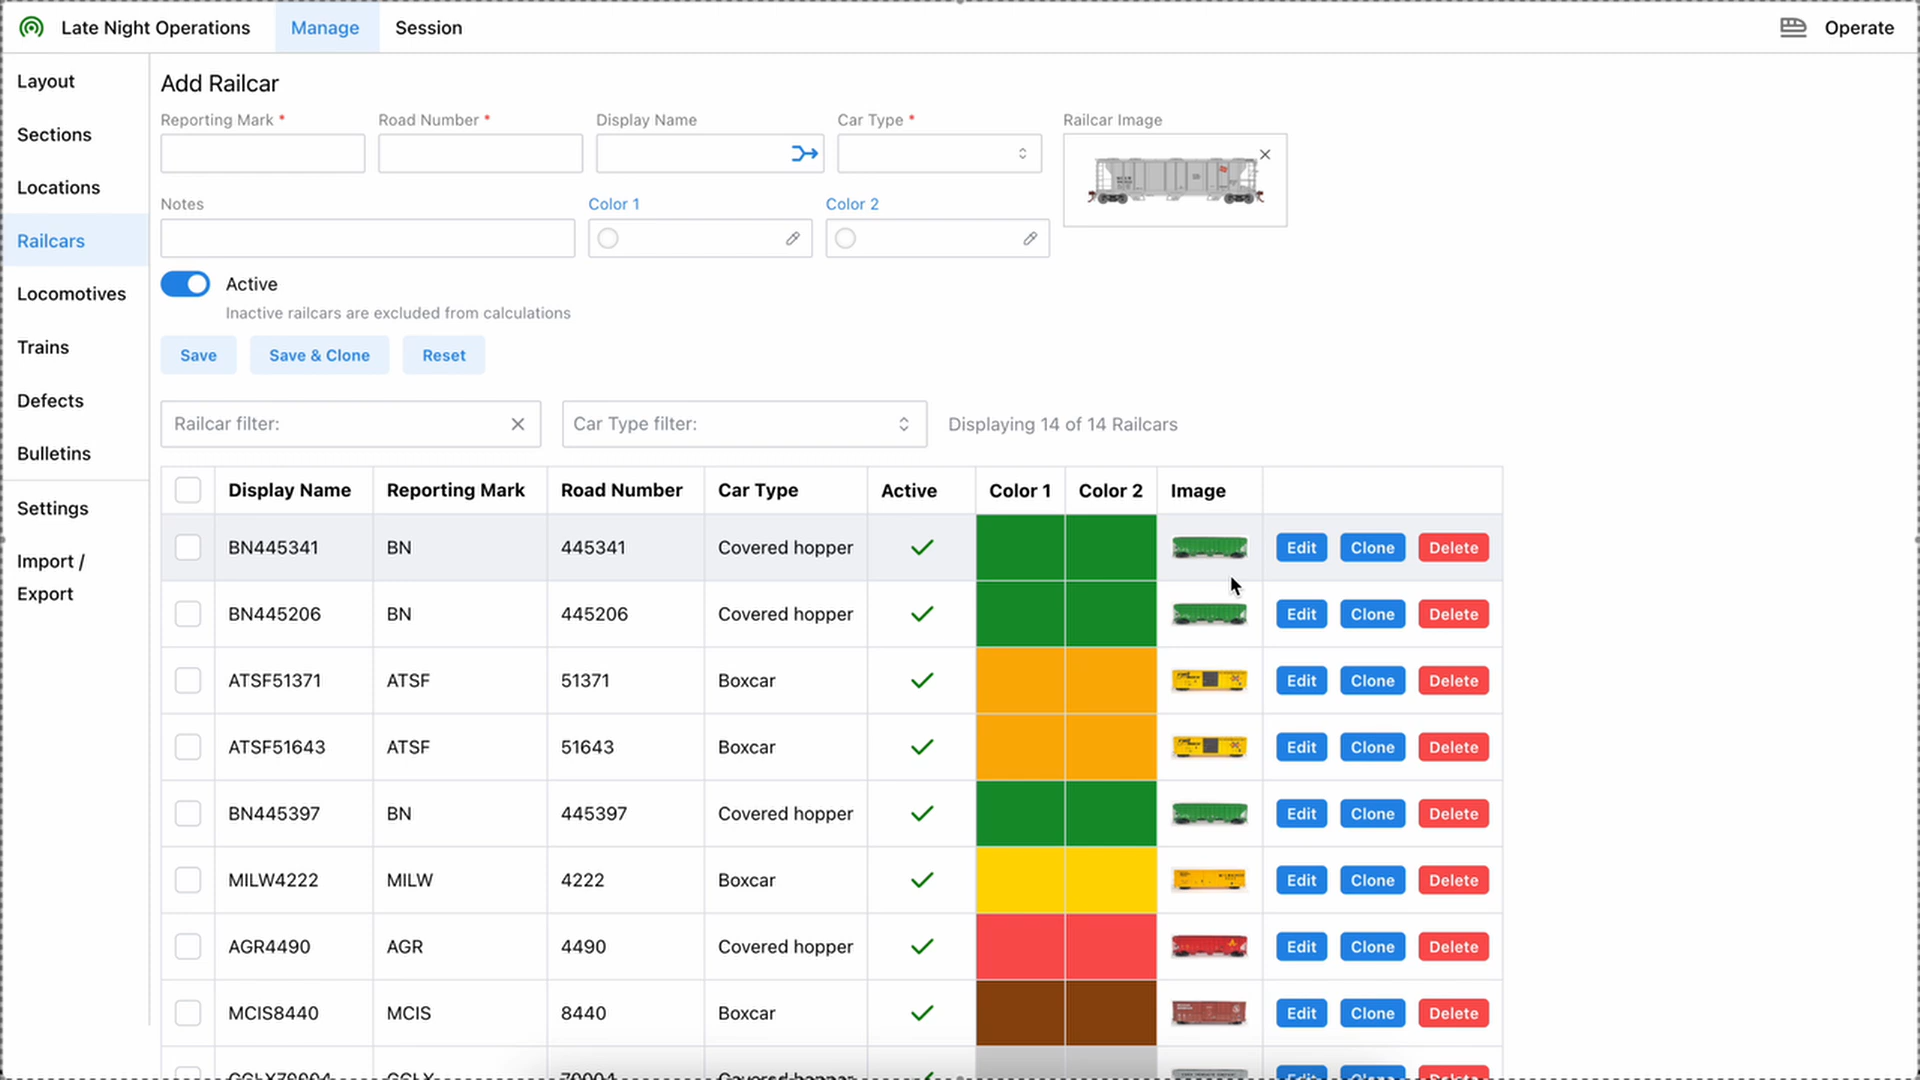 Late Night Operations Manage Session Operate
Layout
Sections
Locations
Railcars
Locomotives
Trains
Defects
Bulletins
Settings
Import /
Export
Add Railcar
Reporting Mark * Road Number * Display Name Car Type * Railcar Image
Notes Color 1 Color 2
Active
Inactive railcars are excluded from calculations
Save Save & Clone Reset
Railcar filter: Car Type filter: Displaying 14 of 14 Railcars
Display Name Reporting Mark Road Number Car Type Active Color 1 Color 2 Image
BN445341 BN 445341 Covered hopper Edit Clone Delete
BN445206 BN 445206 Covered hopper Edit Clone Delete
ATSF51371 ATSF 51371 Boxcar Edit Clone Delete
ATSF51643 ATSF 51643 Boxcar Edit Clone Delete
BN445397 BN 445397 Covered hopper Edit Clone Delete
MILW4222 MILW 4222 Boxcar Edit Clone Delete
AGR4490 AGR 4490 Covered hopper Edit Clone Delete
MCIS8440 MCIS 8440 Boxcar Edit Clone Delete
Covered hopper Edit Clone Delete